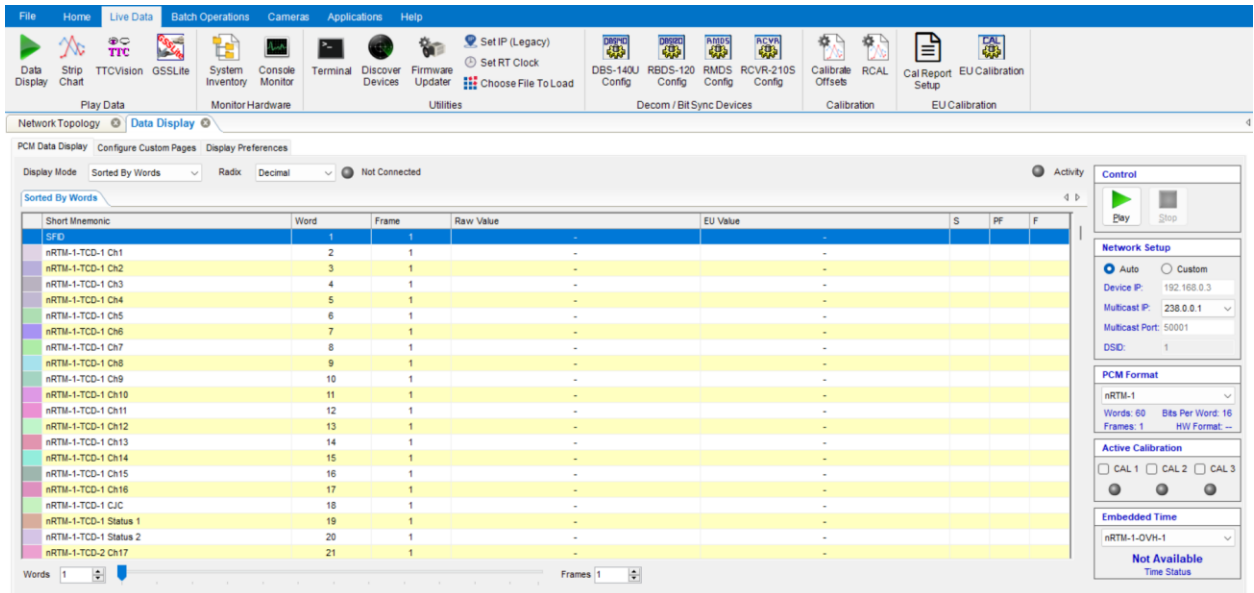 File Home Live Data Batch Operations Cameras Applications Help
TTC
DBS140 DBS120 RMDS RCVR CAL
Set IP (Legacy)
Set RT Clock
Choose File To Load
Data Display
Strip Chart
TTCVision
GSSLite
System Inventory
Console Monitor
Terminal
Discover Devices
Firmware Updater
DBS-140U Config
RBDS-120 Config
RMDS Config
RCVR-210S Config
Calibrate Offsets
RCAL
Cal Report Setup
EU Calibration
Play Data Monitor Hardware Utilities Decom / Bit Sync Devices Calibration EU Calibration
Network Topology Data Display
PCM Data Display Configure Custom Pages Display Preferences
Display Mode Sorted By Words Radix Decimal Not Connected Activity
Sorted By Words
Short Mnemonic Word Frame Raw Value EU Value S PF F
SFID 1 1 - -
nRTM-1-TCD-1 Ch1 2 1 - -
nRTM-1-TCD-1 Ch2 3 1 - -
nRTM-1-TCD-1 Ch3 4 1 - -
nRTM-1-TCD-1 Ch4 5 1 - -
nRTM-1-TCD-1 Ch5 6 1 - -
nRTM-1-TCD-1 Ch6 7 1 - -
nRTM-1-TCD-1 Ch7 8 1 - -
nRTM-1-TCD-1 Ch8 9 1 - -
nRTM-1-TCD-1 Ch9 10 1 - -
nRTM-1-TCD-1 Ch10 11 1 - -
nRTM-1-TCD-1 Ch11 12 1 - -
nRTM-1-TCD-1 Ch12 13 1 - -
nRTM-1-TCD-1 Ch13 14 1 - -
nRTM-1-TCD-1 Ch14 15 1 - -
nRTM-1-TCD-1 Ch15 16 1 - -
nRTM-1-TCD-1 Ch16 17 1 - -
nRTM-1-TCD-1 CJC 18 1 - -
nRTM-1-TCD-1 Status 1 19 1 - -
nRTM-1-TCD-1 Status 2 20 1 - -
nRTM-1-TCD-2 Ch17 21 1 - -
Words 1 Frames 1
Control
Play Stop
Network Setup
Auto Custom
Device IP: 192.168.0.3
Multicast IP: 238.0.0.1
Multicast Port: 50001
DSID: 1
PCM Format
nRTM-1
Words: 60 Bits Per Word: 16
Frames: 1 HW Format: --
Active Calibration
CAL 1 CAL 2 CAL 3
Embedded Time
nRTM-1-OVH-1
Not Available
Time Status